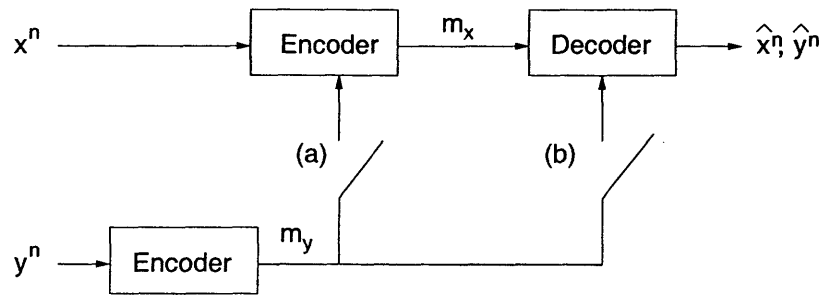 x^n
Encoder
m_x
Decoder
x̂^n, ŷ^n
(a)
(b)
y^n
Encoder
m_y